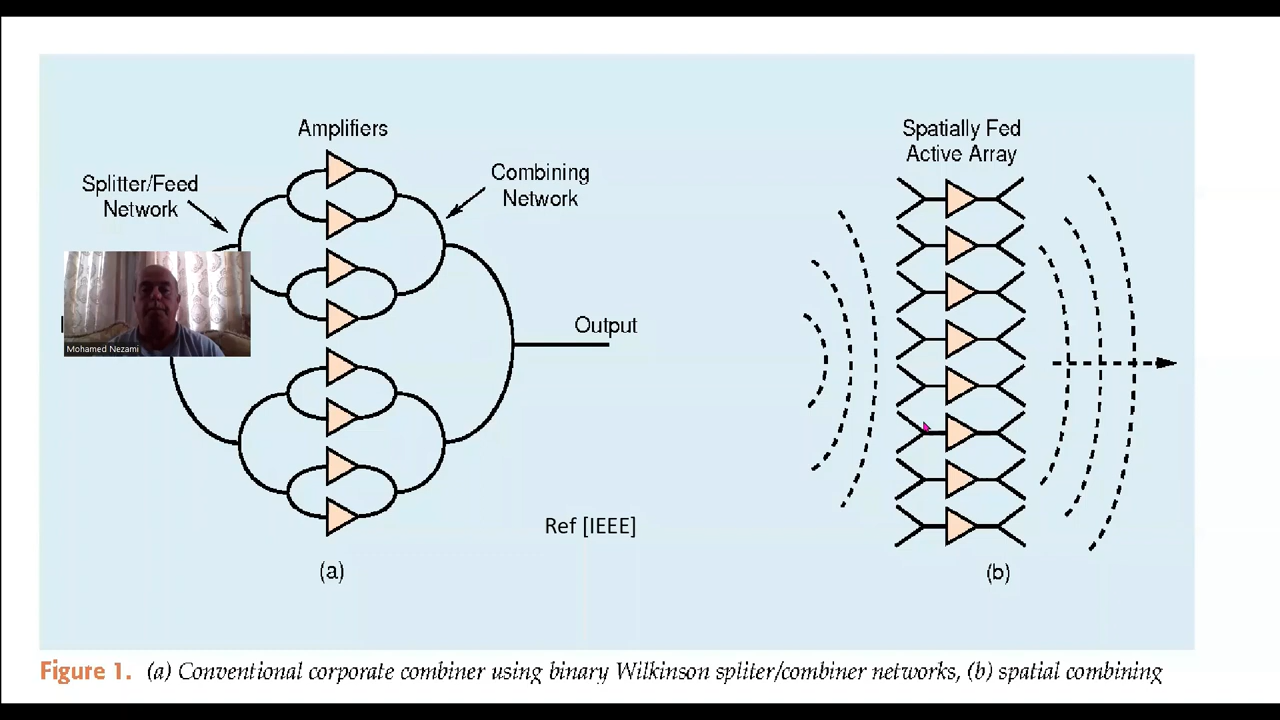 Amplifiers
Splitter/Feed
Network
Combining
Network
Output
Mohamed Nezami
Ref [IEEE]
(a)
Spatially Fed
Active Array
(b)
Figure 1. (a) Conventional corporate combiner using binary Wilkinson spliter/combiner networks, (b) spatial combining